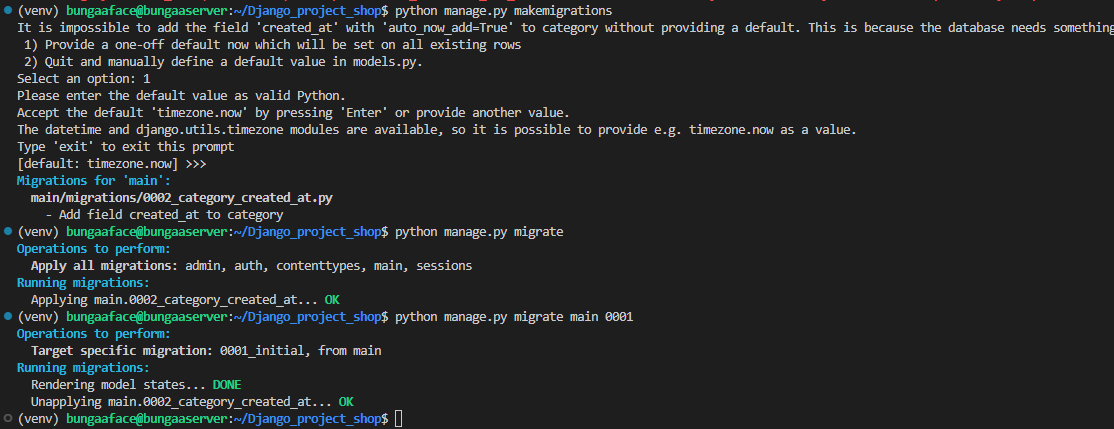 (venv) bungaaface@bungaaserver:~/Django_project_shop$ python manage.py makemigrations
It is impossible to add the field 'created_at' with 'auto_now_add=True' to category without providing a default. This is because the database needs something
1) Provide a one-off default now which will be set on all existing rows
2) Quit and manually define a default value in models.py.
Select an option: 1
Please enter the default value as valid Python.
Accept the default 'timezone.now' by pressing 'Enter' or provide another value.
The datetime and django.utils.timezone modules are available, so it is possible to provide e.g. timezone.now as a value.
Type 'exit' to exit this prompt
[default: timezone.now] >>>
Migrations for 'main':
main/migrations/0002_category_created_at.py
- Add field created_at to category
(venv) bungaaface@bungaaserver:~/Django_project_shop$ python manage.py migrate
Operations to perform:
Apply all migrations: admin, auth, contenttypes, main, sessions
Running migrations:
Applying main.0002_category_created_at... OK
(venv) bungaaface@bungaaserver:~/Django_project_shop$ python manage.py migrate main 0001
Operations to perform:
Target specific migration: 0001_initial, from main
Running migrations:
Rendering model states... DONE
Unapplying main.0002_category_created_at... OK
(venv) bungaaface@bungaaserver:~/Django_project_shop$